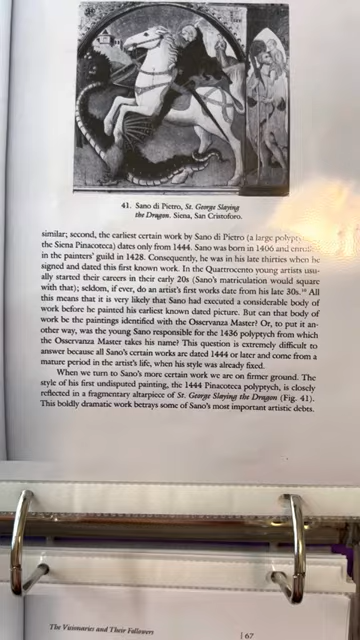 41. Sano di Pietro, St. George Slaying
the Dragon. Siena, San Cristoforo.
similar; second, the earliest certain work by Sano di Pietro (a large
the Siena Pinacoteca) dates only from 1444. Sano was born in 1406 and
in the painters' guild in 1428. Consequently, he was in his late thirties when he
signed and dated this first known work. In the Quattrocento young artists usu-
ally started their careers in their early 20s (Sano's matriculation would square
with that); seldom, if ever, do an artist's first works date from his late 30s. All
this means that it is very likely that Sano had executed a considerable body of
work before he painted his earliest known dated picture. But can that body of
work be the paintings identified with the Osservanza Master? Or, to put it an-
other way, was the young Sano responsible for the 1436 polyptych from which
the Osservanza Master takes his name? This question is extremely difficult to
answer because all Sano's certain works are dated 1444 or later and come from a
mature period in the artist's life, when his style was already fixed.
When we turn to Sano's more certain work we are on firmer ground. The
style of his first undisputed painting, the 1444 Pinacoteca polyptych, is closely
reflected in a fragmentary altarpiece of St. George Slaying the Dragon (Fig. 41).
This boldly dramatic work betrays some of Sano's most important artistic debts.
The Visionaries and Their Followers
| 67